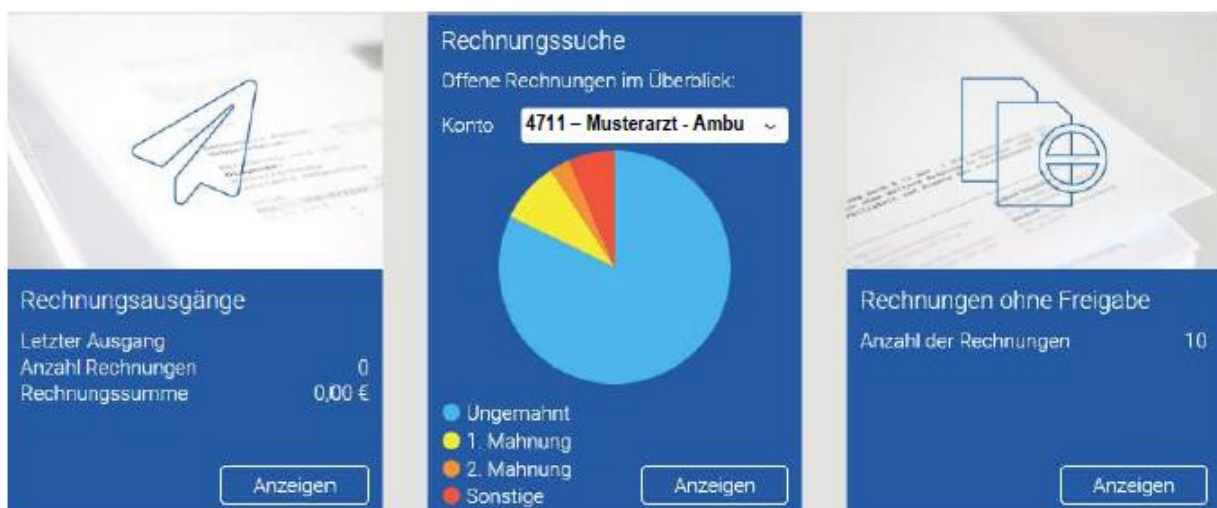 Rechnungsausgänge
Letzter Ausgang
Anzahl Rechnungen 0
Rechnungssumme 0,00 €
Anzeigen
Rechnungssuche
Offene Rechnungen im Überblick:
Konto 4711 – Musterarzt - Ambu
Ungemahnt
1. Mahnung
2. Mahnung
Sonstige
Anzeigen
Rechnungen ohne Freigabe
Anzahl der Rechnungen 10
Anzeigen